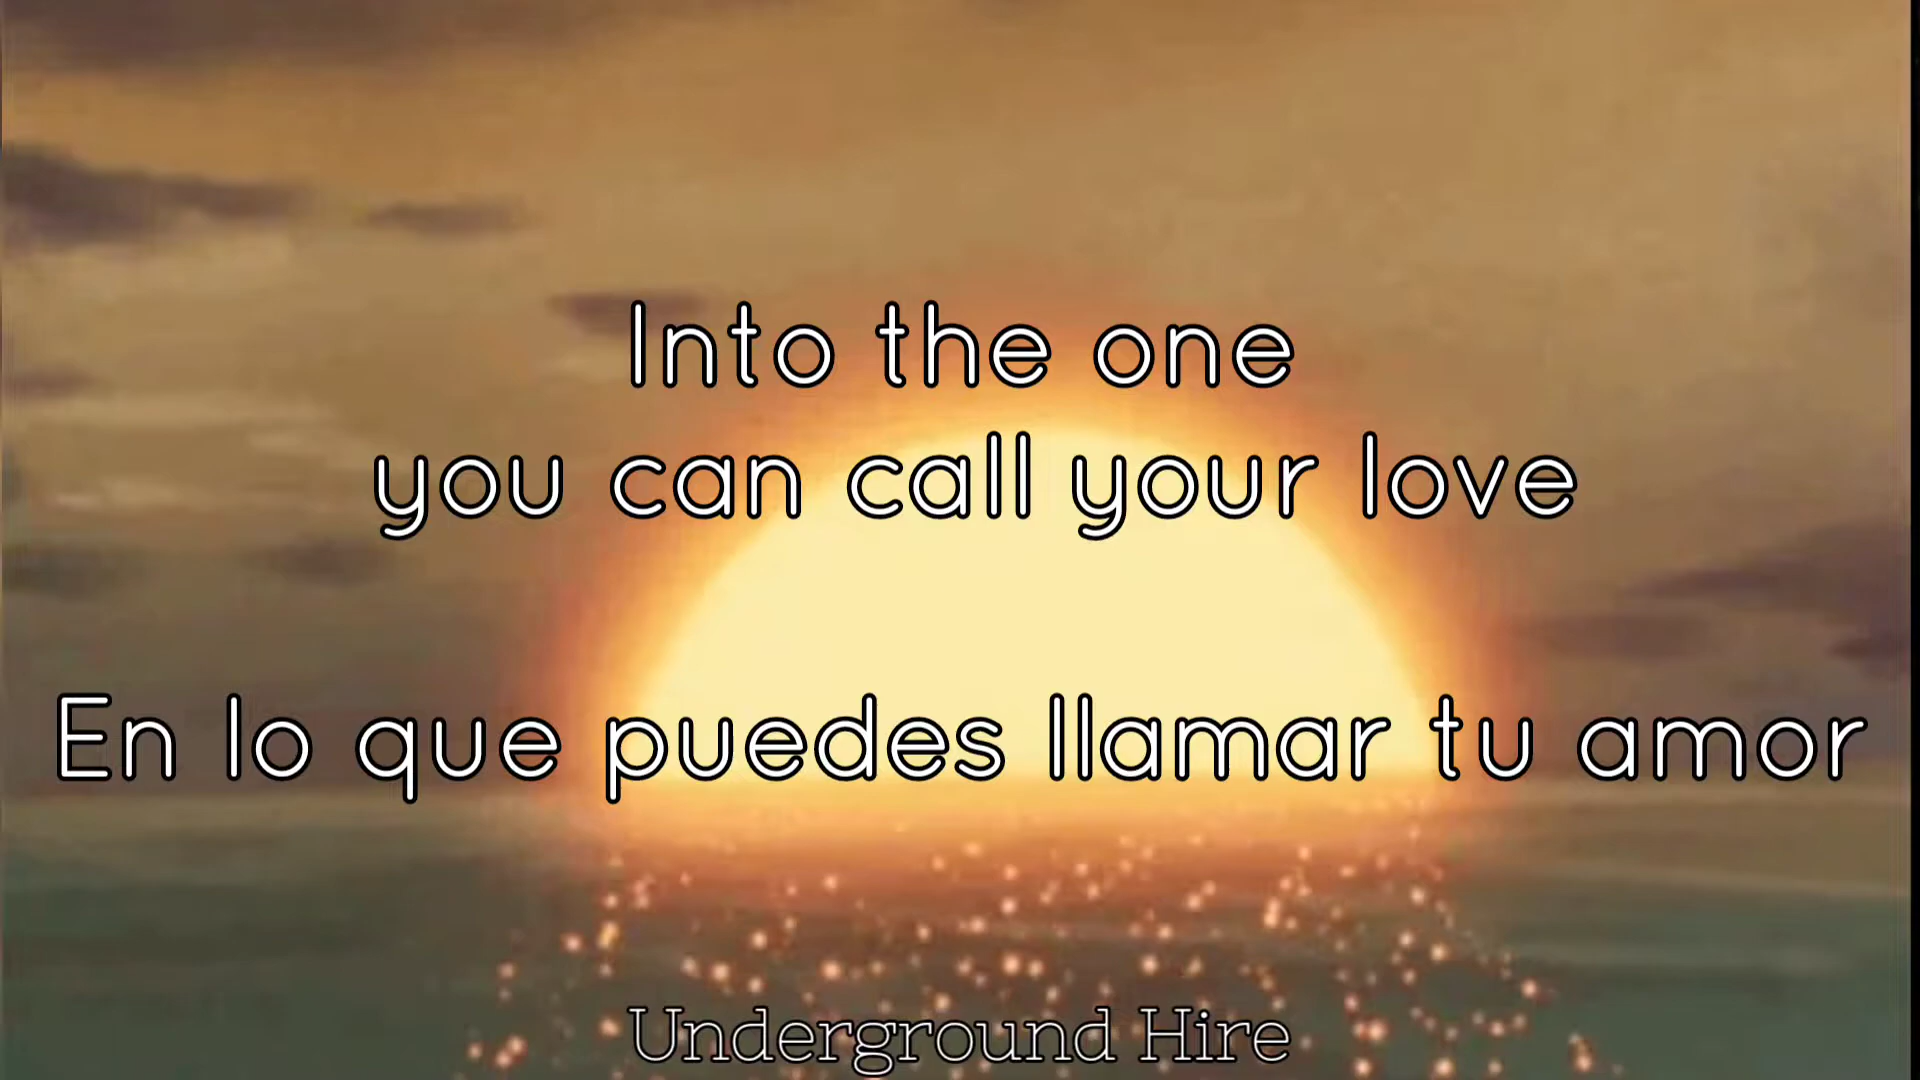 Into the one
you can call your love
En lo que puedes llamar tu amor
Underground Hire